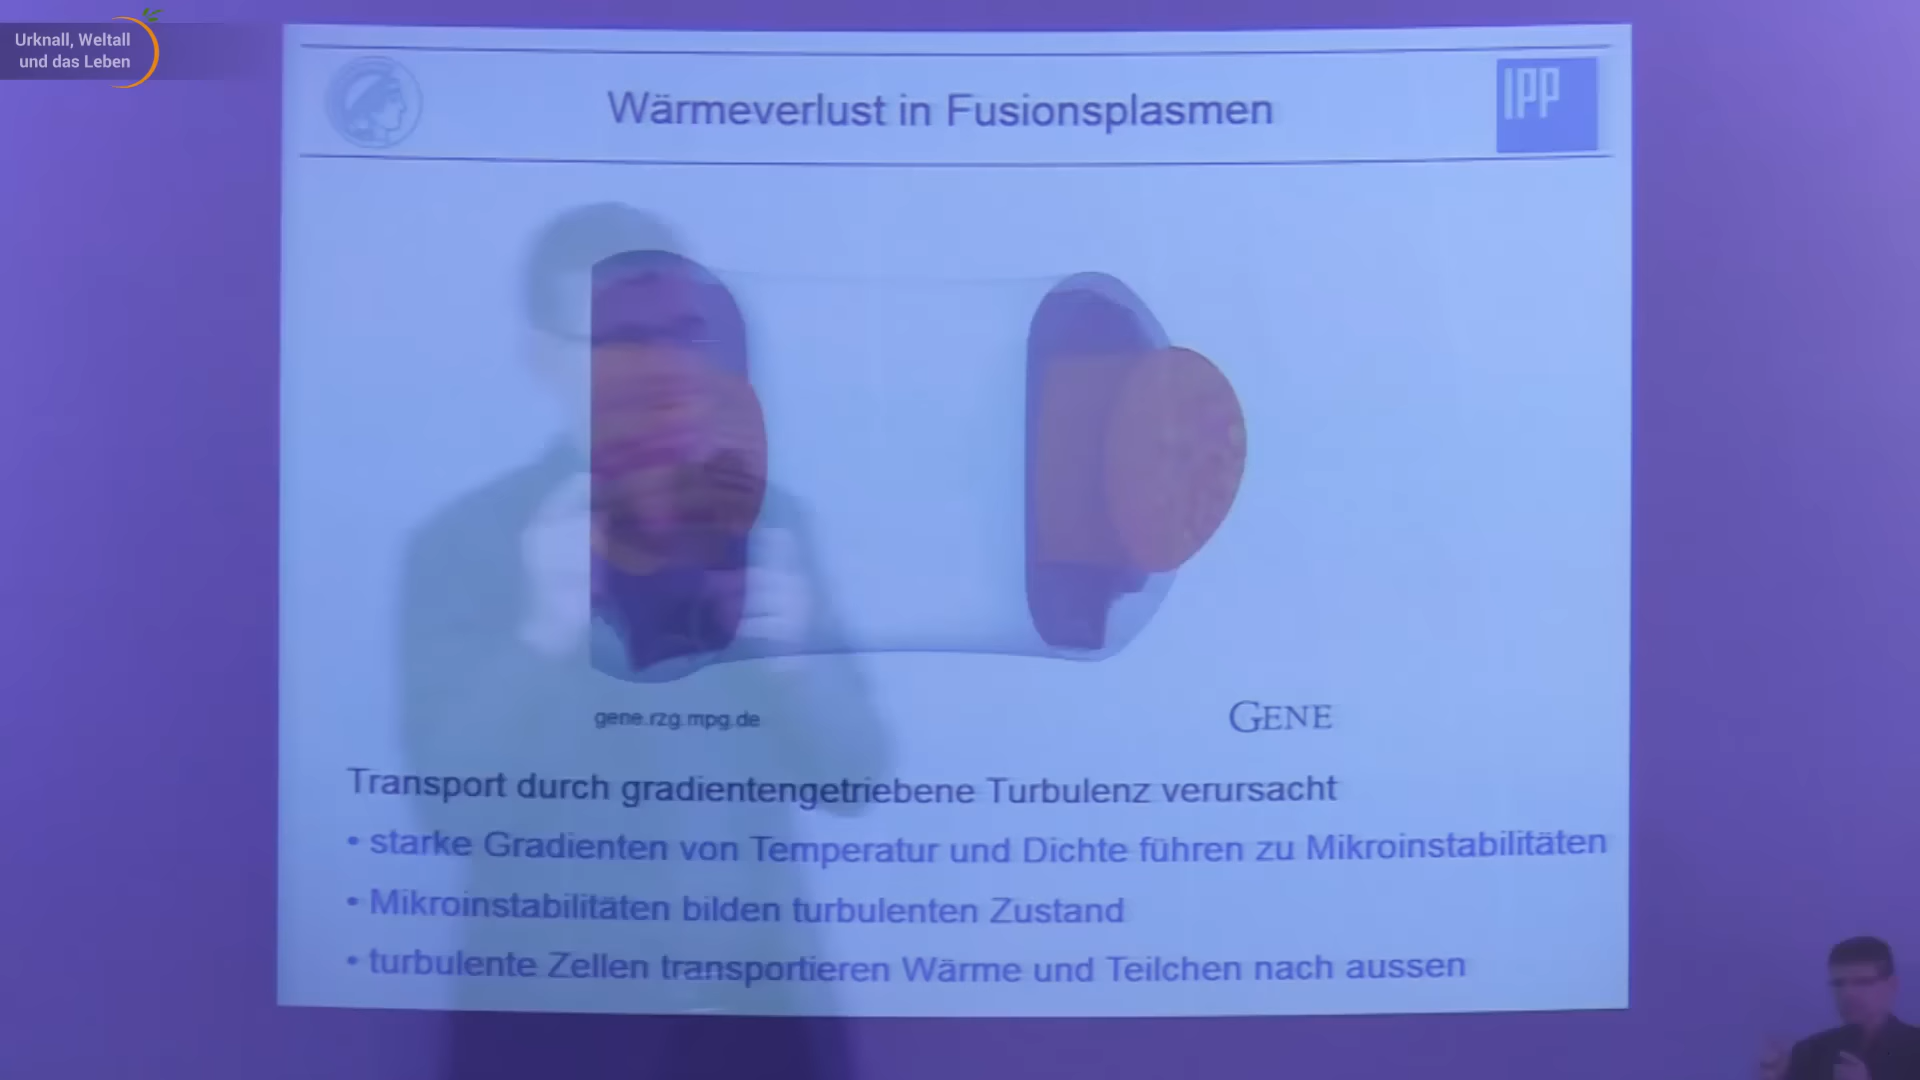 Urknall, Weltall
und das Leben
Wärmeverlust in Fusionsplasmen
IPP
gene.rzg.mpg.de
GENE
Transport durch gradientengetriebene Turbulenz verursacht
• starke Gradienten von Temperatur und Dichte führen zu Mikroinstabilitäten
• Mikroinstabilitäten bilden turbulenten Zustand
• turbulente Zellen transportieren Wärme und Teilchen nach aussen